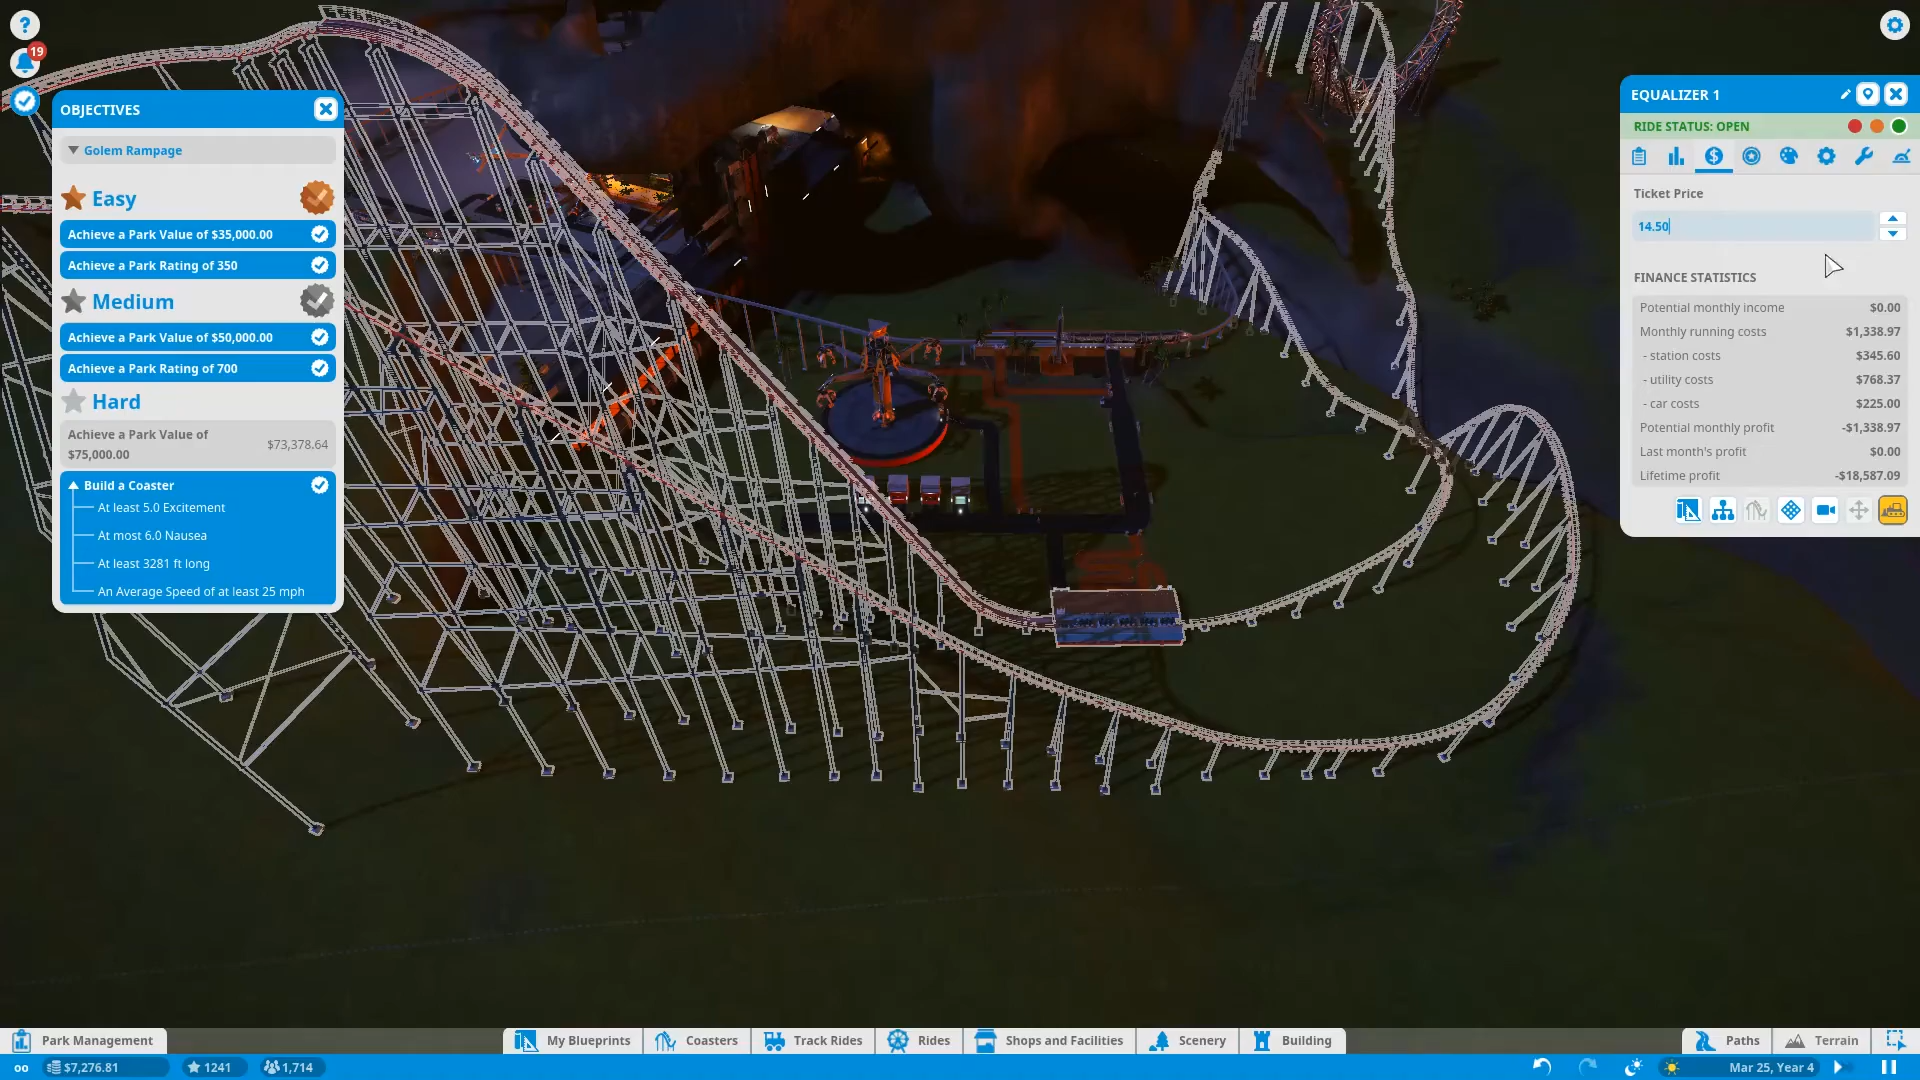 ?
19
OBJECTIVES
Golem Rampage
Easy
Achieve a Park Value of $35,000.00
Achieve a Park Rating of 350
Medium
Achieve a Park Value of $50,000.00
Achieve a Park Rating of 700
Hard
Achieve a Park Value of
$75,000.00
$73,378.64
Build a Coaster
At least 5.0 Excitement
At most 6.0 Nausea
At least 3281 ft long
An Average Speed of at least 25 mph
EQUALIZER 1
RIDE STATUS: OPEN
Ticket Price
14.50
FINANCE STATISTICS
Potential monthly income $0.00
Monthly running costs $1,338.97
- station costs $345.60
- utility costs $768.37
- car costs $225.00
Potential monthly profit -$1,338.97
Last month's profit $0.00
Lifetime profit -$18,587.09
Park Management
My Blueprints
Coasters
Track Rides
Rides
Shops and Facilities
Scenery
Building
Paths
Terrain
$7,276.81
1241
1,714
Mar 25, Year 4